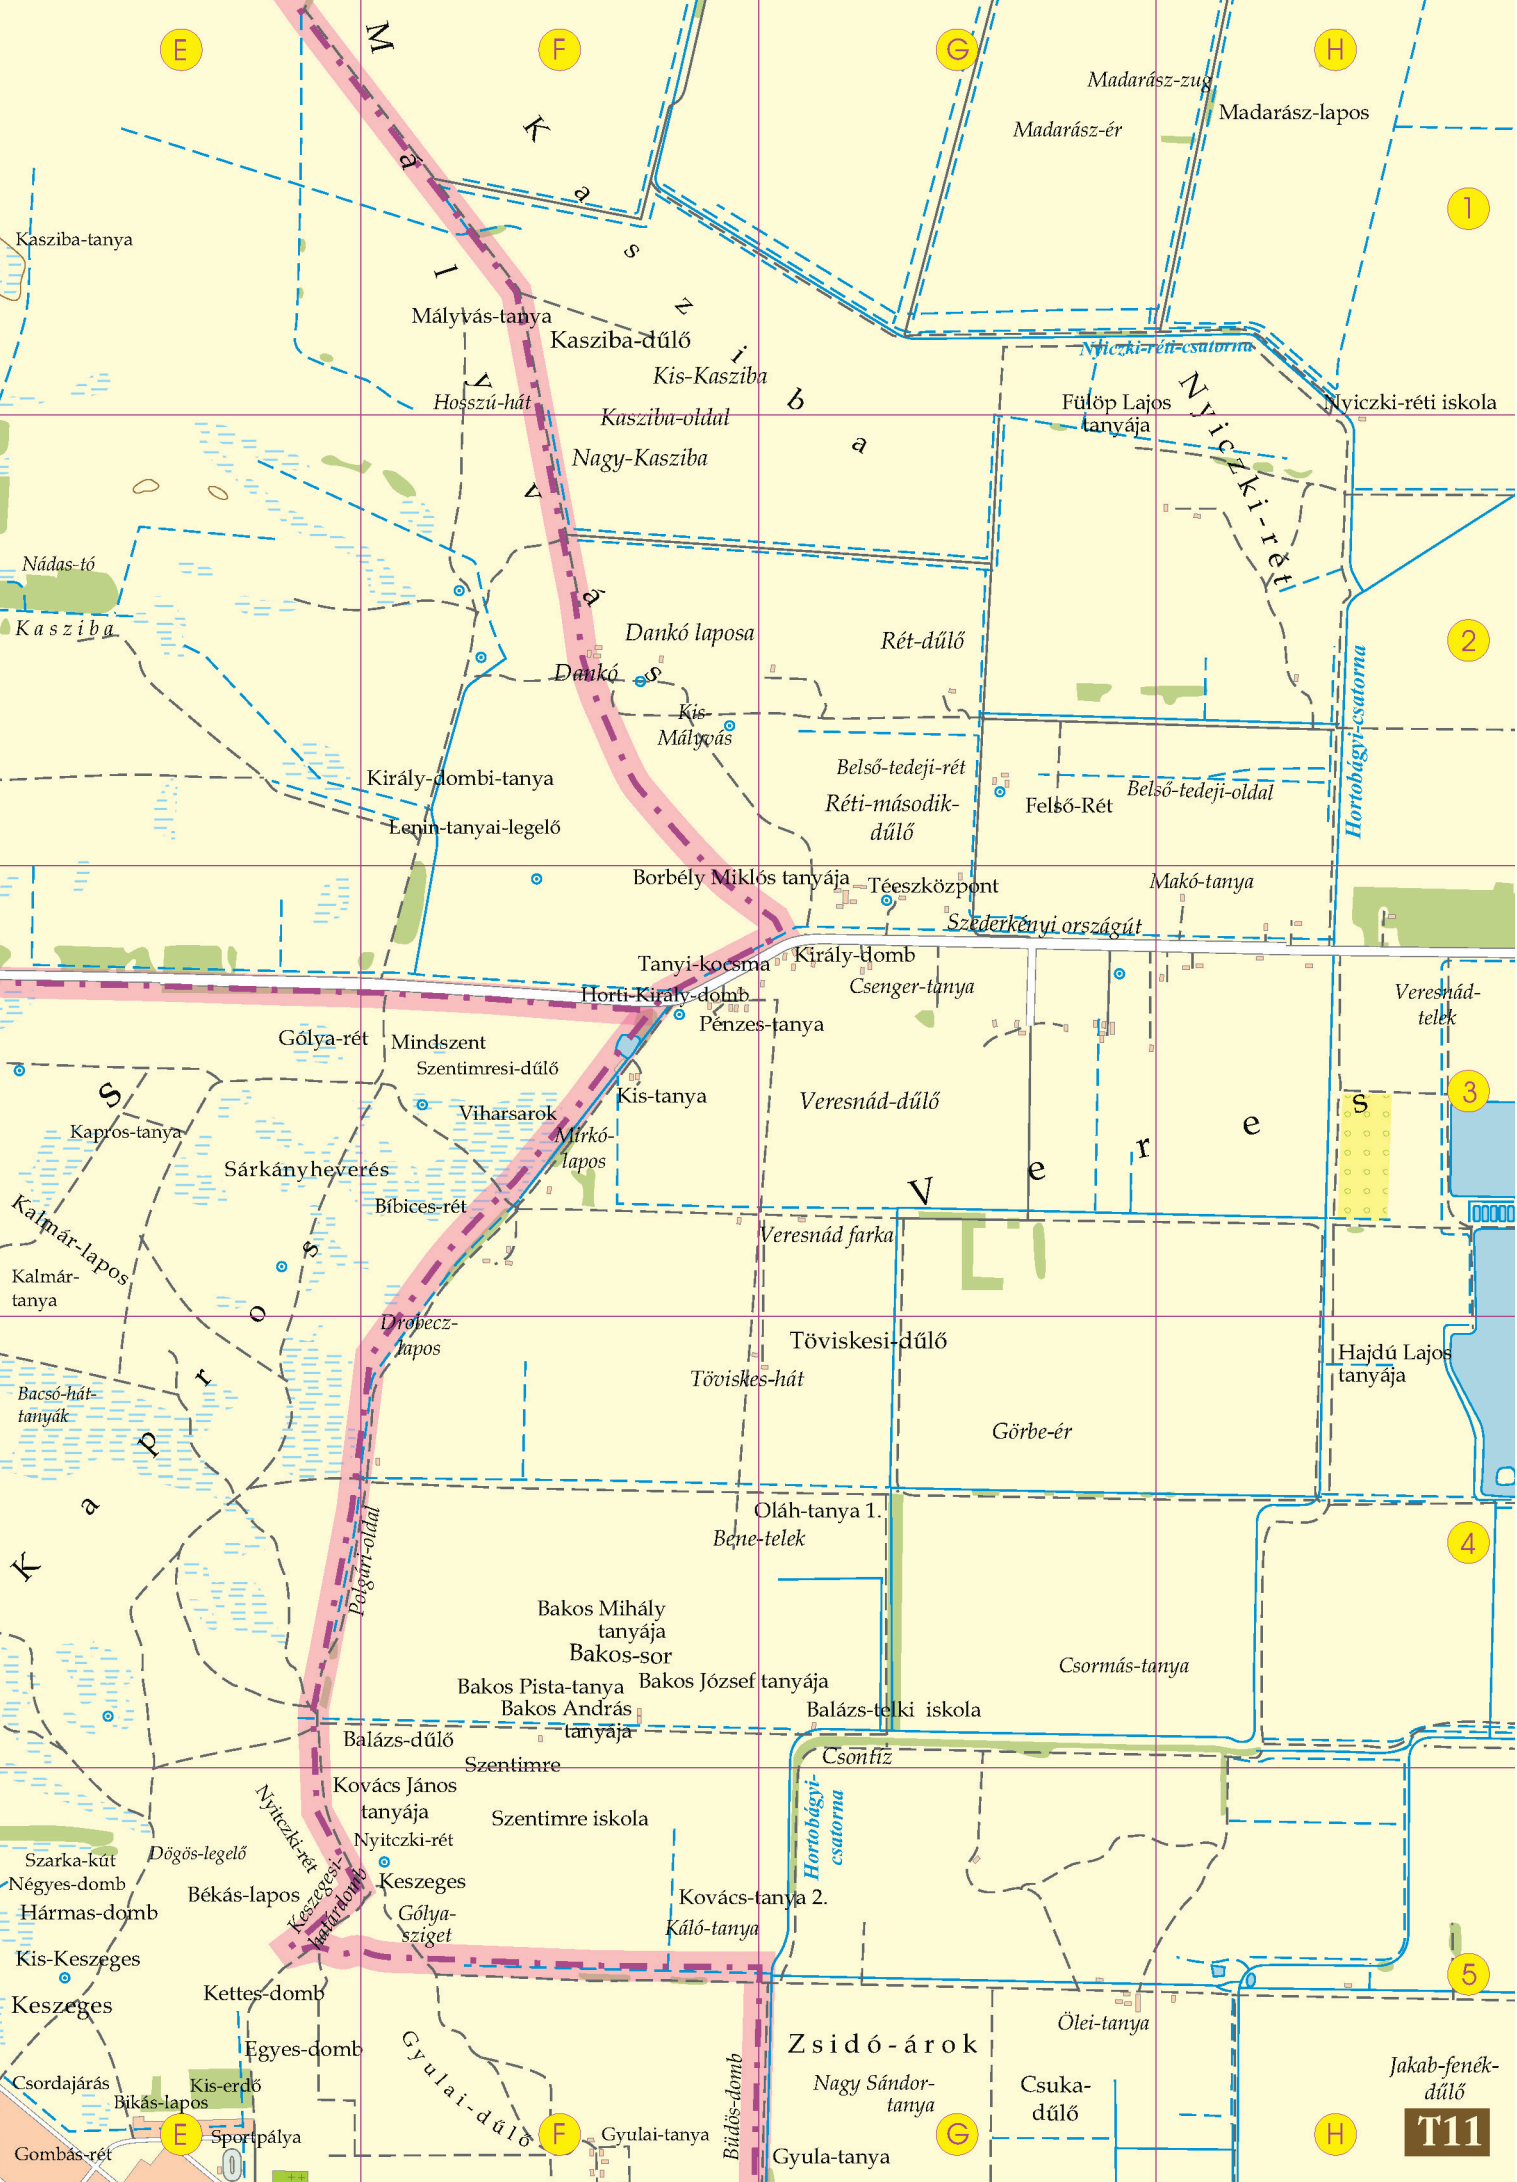 E
F
G
H
M á l y v á s
K a s z i b a
Madarász-zug
Madarász-lapos
Madarász-ér
1
Kasziba-tanya
Mályvás-tanya
Kasziba-dűlő
Nyiczki-réti-csatorna
Kis-Kasziba
Hosszú-hát
Kasziba-oldal
Fülöp Lajos
tanyája
Nyiczki-réti iskola
Nyiczki-rét
Nagy-Kasziba
Nádas-tó
Kasziba
Dankó laposa
Rét-dűlő
2
Dankó
Kis-
Mályvás
Hortobágyi-csatorna
Belső-tedeji-rét
Király-dombi-tanya
Réti-második-
dűlő
Felső-Rét
Belső-tedeji-oldal
Lenin-tanyai-legelő
Borbély Miklós tanyája
Téeszközpont
Makó-tanya
Szederkényi országút
Tanyi-kocsma
Király-domb
Csenger-tanya
Horti-Király-domb
Pénzes-tanya
Veresnád-
telek
Gólya-rét
Mindszent
Szentimresi-dűlő
Kis-tanya
Viharsarok
Veresnád-dűlő
3
K a p r o s S
V e r e s
Kapros-tanya
Mirkó-
lapos
Sárkányheverés
Bíbices-rét
Kalmár-lapos
Veresnád farka
Kalmár-
tanya
Drobecz-
lapos
Töviskesi-dűlő
Hajdú Lajos
tanyája
Töviskes-hát
Bacsó-hát-
tanyák
Görbe-ér
Oláh-tanya 1.
Bene-telek
4
Polgári-oldal
Bakos Mihály
tanyája
Bakos-sor
Csormás-tanya
Bakos Pista-tanya
Bakos József tanyája
Bakos András
tanyája
Balázs-telki iskola
Balázs-dűlő
Csontíz
Szentimre
Kovács János
tanyája
Szentimre iskola
Hortobágyi-
csatorna
Nyitczki-rét
Nyitczki-rét
Dögös-legelő
Szarka-kút
Négyes-domb
Békás-lapos
Keszegesi-
határdomb
Keszeges
Kovács-tanya 2.
Hármas-domb
Gólya-
sziget
Káló-tanya
Kis-Keszeges
5
Kettes-domb
Keszeges
Ölei-tanya
Egyes-domb
Gyulai-dűlő
Zsidó-árok
Csordajárás
Kis-erdő
Bikás-lapos
Büdös-domb
Nagy Sándor-
tanya
Csuka-
dűlő
Jakab-fenék-
dűlő
Gombás-rét
E
Sportpálya
F
Gyulai-tanya
Gyula-tanya
G
H
T11